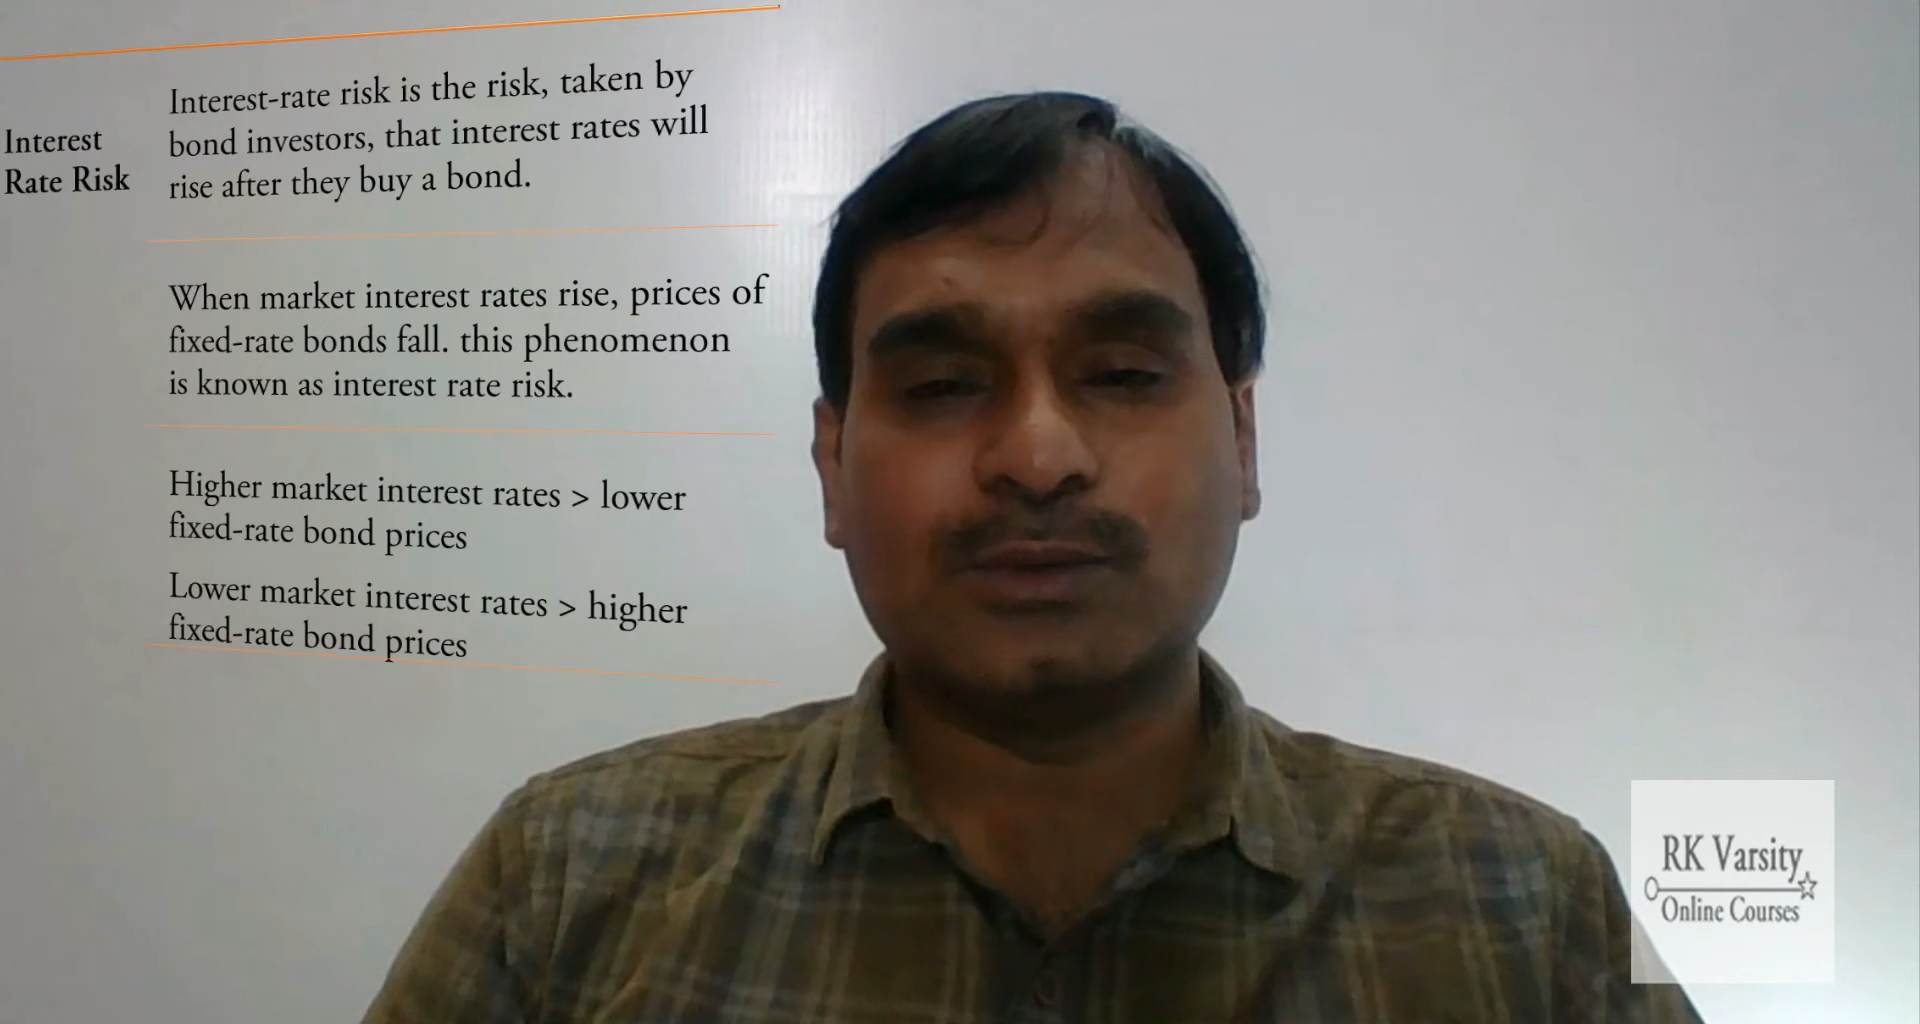 Interest
Rate Risk
Interest-rate risk is the risk, taken by
bond investors, that interest rates will
rise after they buy a bond.
When market interest rates rise, prices of
fixed-rate bonds fall. this phenomenon
is known as interest rate risk.
Higher market interest rates > lower
fixed-rate bond prices
Lower market interest rates > higher
fixed-rate bond prices
RK Varsity
Online Courses